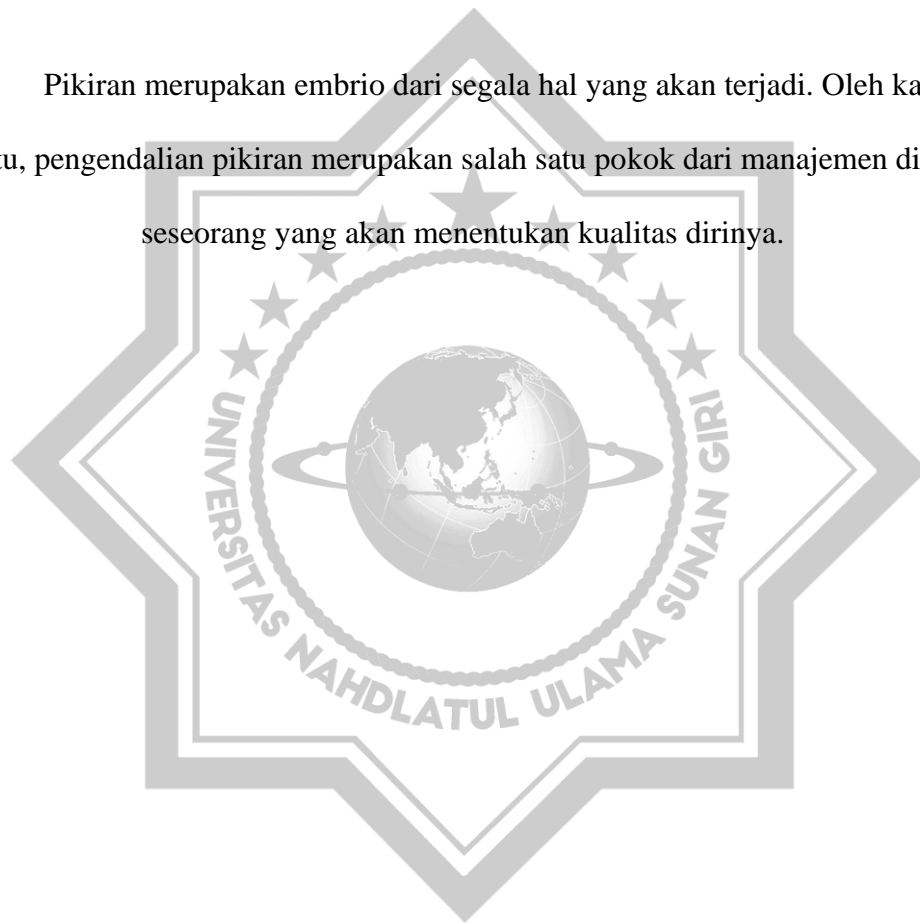 Pikiran merupakan embrio dari segala hal yang akan terjadi. Oleh ka
tu, pengendalian pikiran merupakan salah satu pokok dari manajemen di
seseorang yang akan menentukan kualitas dirinya.
UNIVERSITAS NAHDLATUL ULAMA SUNAN GIRI